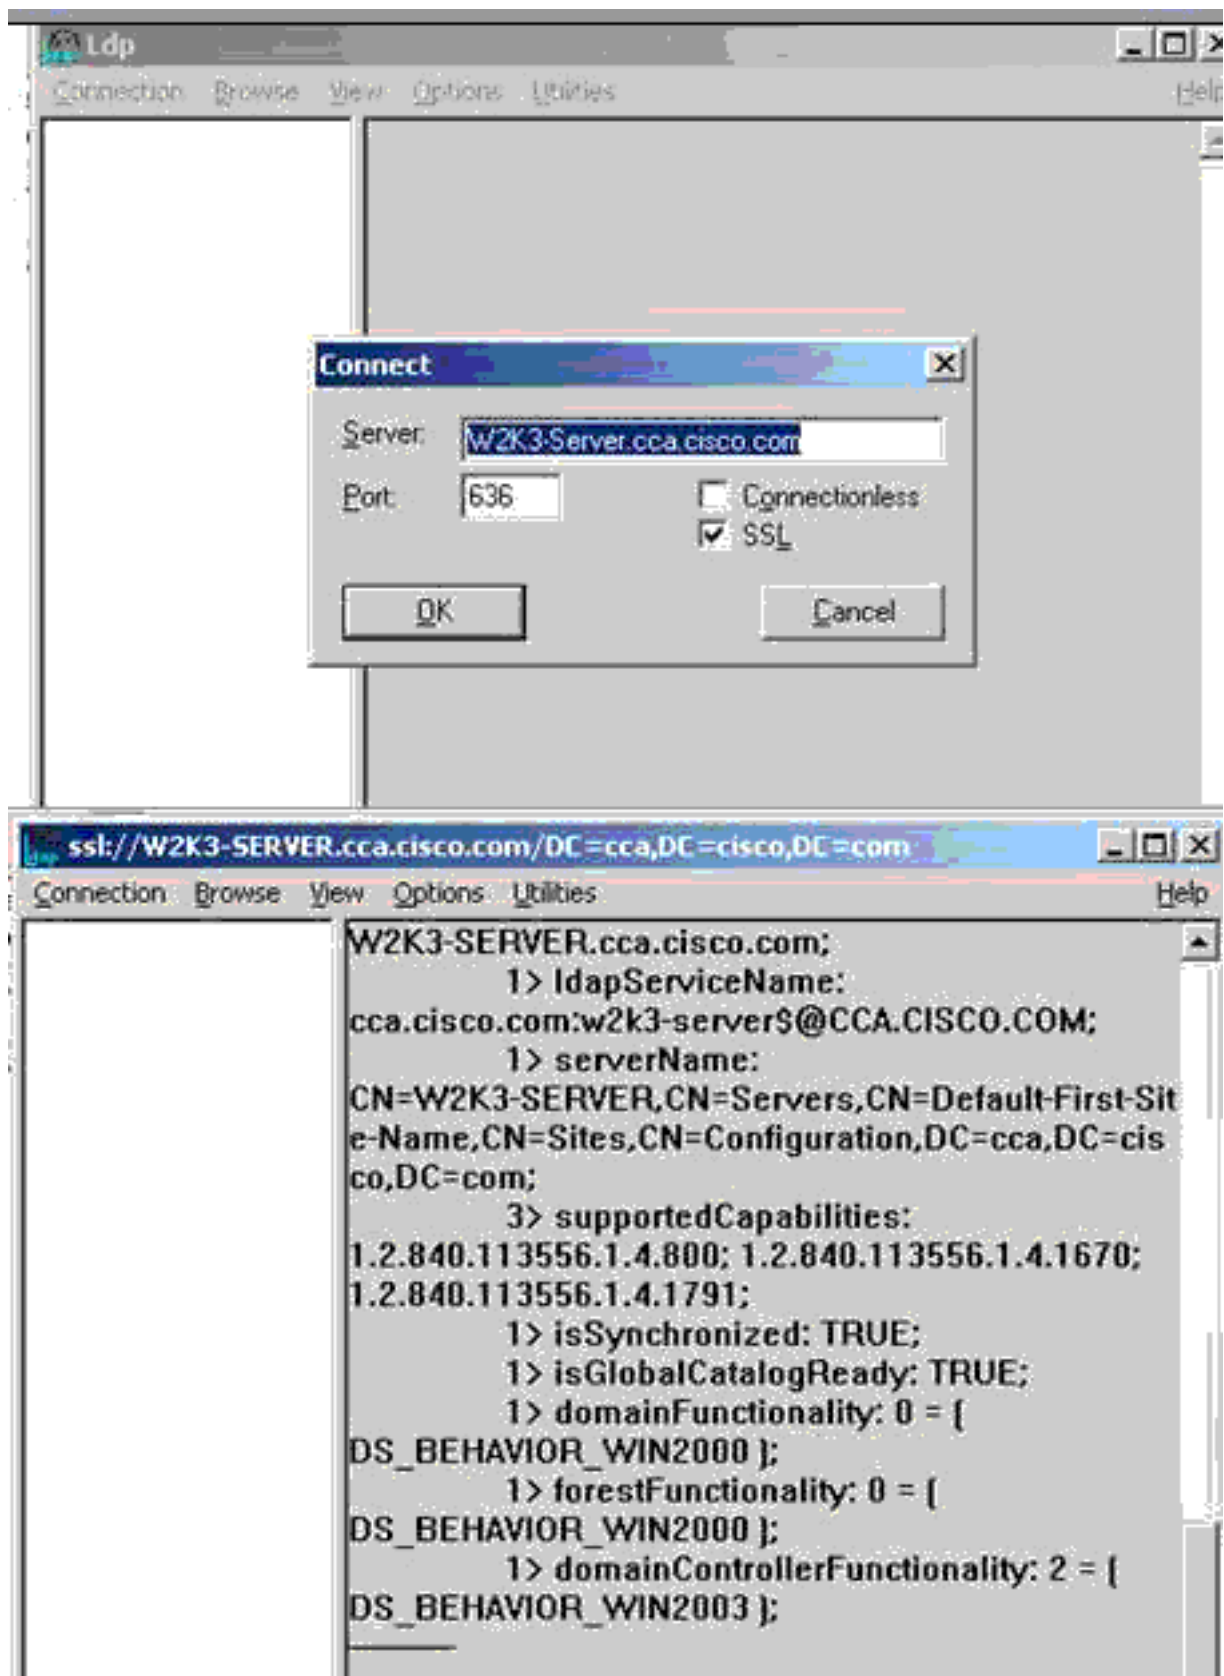 Ldp
Connection Browse View Options Utilities Help
Connect
Server: W2K3-Server.cca.cisco.com
Port: 636 Connectionless
SSL
OK Cancel
ssl://W2K3-SERVER.cca.cisco.com/DC=cca,DC=cisco,DC=com
Connection Browse View Options Utilities Help
W2K3-SERVER.cca.cisco.com;
1> ldapServiceName:
cca.cisco.com:w2k3-server$@CCA.CISCO.COM;
1> serverName:
CN=W2K3-SERVER,CN=Servers,CN=Default-First-Sit
e-Name,CN=Sites,CN=Configuration,DC=cca,DC=cis
co,DC=com;
3> supportedCapabilities:
1.2.840.113556.1.4.800; 1.2.840.113556.1.4.1670;
1.2.840.113556.1.4.1791;
1> isSynchronized: TRUE;
1> isGlobalCatalogReady: TRUE;
1> domainFunctionality: 0 = (
DS_BEHAVIOR_WIN2000 );
1> forestFunctionality: 0 = (
DS_BEHAVIOR_WIN2000 );
1> domainControllerFunctionality: 2 = (
DS_BEHAVIOR_WIN2003 );